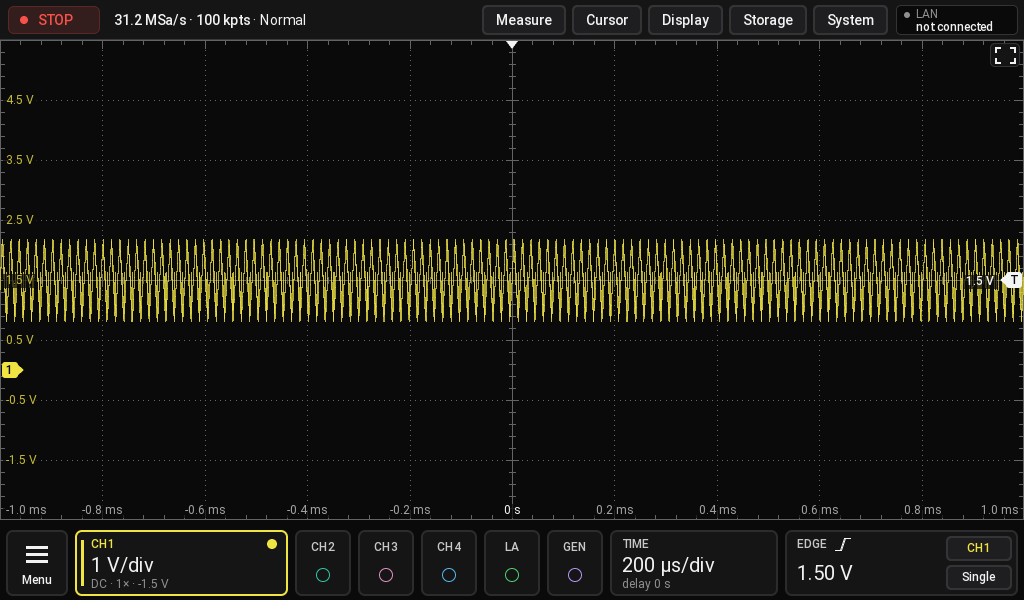 STOP
31.2 MSa/s · 100 kpts · Normal
Measure
Cursor
Display
Storage
System
LAN
not connected
4.5 V
3.5 V
2.5 V
1.5 V
1.5 V
T
0.5 V
1
-0.5 V
-1.5 V
-1.0 ms
-0.8 ms
-0.6 ms
-0.4 ms
-0.2 ms
0 s
0.2 ms
0.4 ms
0.6 ms
0.8 ms
1.0 ms
Menu
CH1
1 V/div
DC · 1× · -1.5 V
CH2
CH3
CH4
LA
GEN
TIME
200 µs/div
delay 0 s
EDGE
1.50 V
CH1
Single